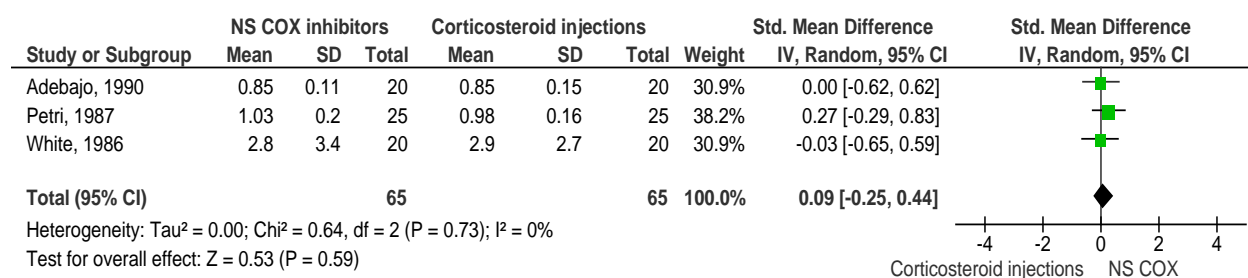 NS COX inhibitors Corticosteroid injections Std. Mean Difference Std. Mean Difference
Study or Subgroup Mean SD Total Mean SD Total Weight IV, Random, 95% CI IV, Random, 95% CI
Adebajo, 1990 0.85 0.11 20 0.85 0.15 20 30.9% 0.00 [-0.62, 0.62]
Petri, 1987 1.03 0.2 25 0.98 0.16 25 38.2% 0.27 [-0.29, 0.83]
White, 1986 2.8 3.4 20 2.9 2.7 20 30.9% -0.03 [-0.65, 0.59]
Total (95% CI) 65 65 100.0% 0.09 [-0.25, 0.44]
Heterogeneity: Tau² = 0.00; Chi² = 0.64, df = 2 (P = 0.73); I² = 0%
Test for overall effect: Z = 0.53 (P = 0.59)
-4 -2 0 2 4
Corticosteroid injections NS COX